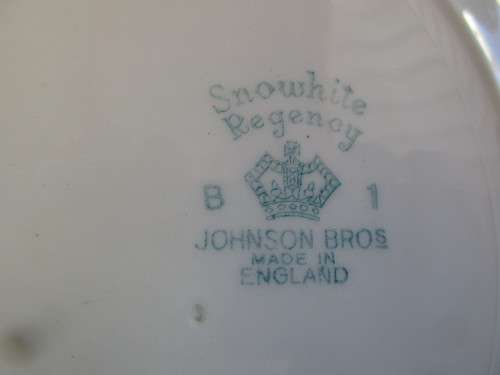 Snowhite
Regency
B 1
JOHNSON BROS
MADE IN
ENGLAND